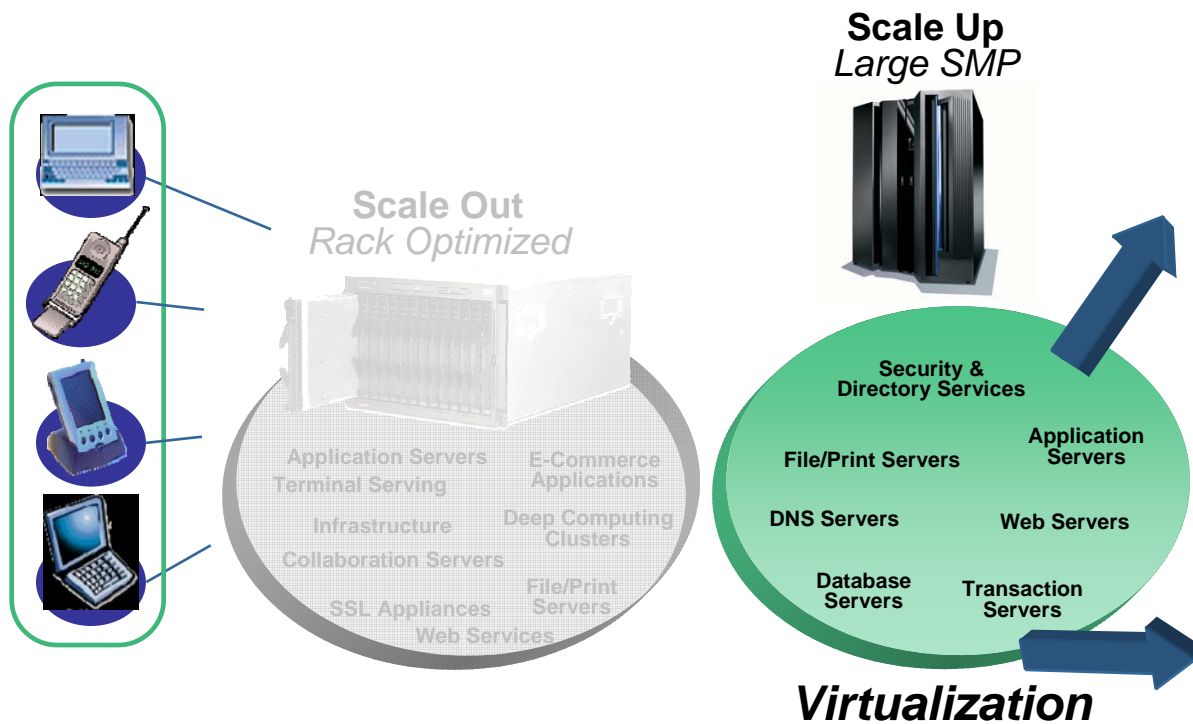 Scale Up
Large SMP
Scale Out
Rack Optimized
Application Servers
Terminal Serving
Infrastructure
Collaboration Servers
SSL Appliances
Web Services
E-Commerce
Applications
Deep Computing
Clusters
File/Print
Servers
Security &
Directory Services
File/Print Servers
Application
Servers
DNS Servers
Web Servers
Database
Servers
Transaction
Servers
Virtualization